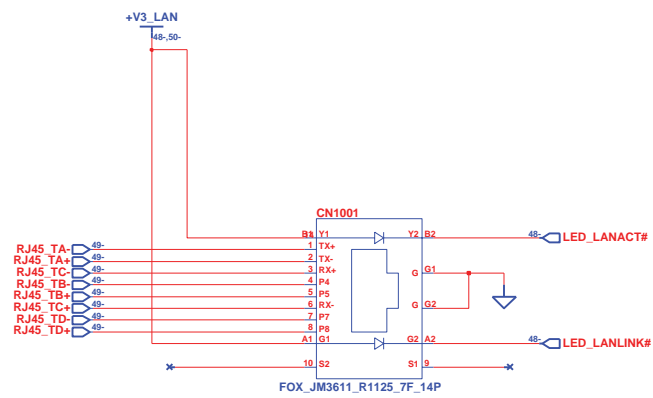 +V3_LAN
48-,50-
CN1001
Y1 Y2 B2 48- LED_LANACT#
RJ45_TA- 49- 1 TX+
RJ45_TA+ 49- 2 TX-
RJ45_TC- 49- 3 RX+ G G1
RJ45_TB- 49- 4 P4
RJ45_TB+ 49- 5 P5
RJ45_TC+ 49- 6 RX- G G2
RJ45_TD- 49- 7 P7
RJ45_TD+ 49- 8 P8
A1 G1 G2 A2 48- LED_LANLINK#
10 S2 S1 9
FOX_JM3611_R1125_7F_14P